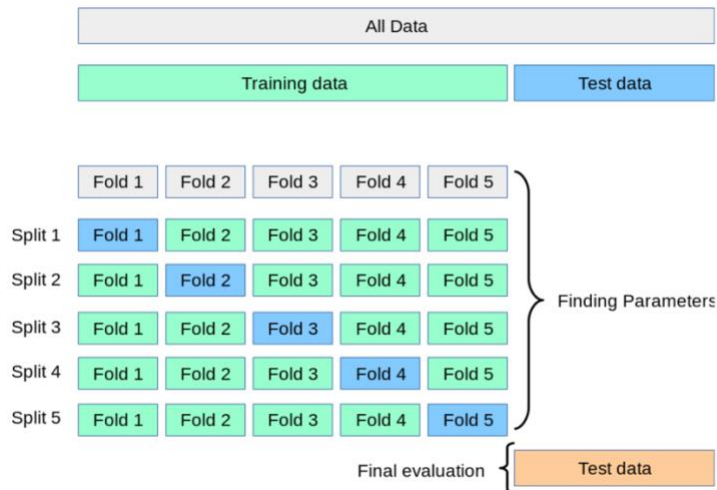 All Data
Training data Test data
Fold 1 Fold 2 Fold 3 Fold 4 Fold 5
Split 1 Fold 1 Fold 2 Fold 3 Fold 4 Fold 5
Split 2 Fold 1 Fold 2 Fold 3 Fold 4 Fold 5
Finding Parameters
Split 3 Fold 1 Fold 2 Fold 3 Fold 4 Fold 5
Split 4 Fold 1 Fold 2 Fold 3 Fold 4 Fold 5
Split 5 Fold 1 Fold 2 Fold 3 Fold 4 Fold 5
Final evaluation Test data